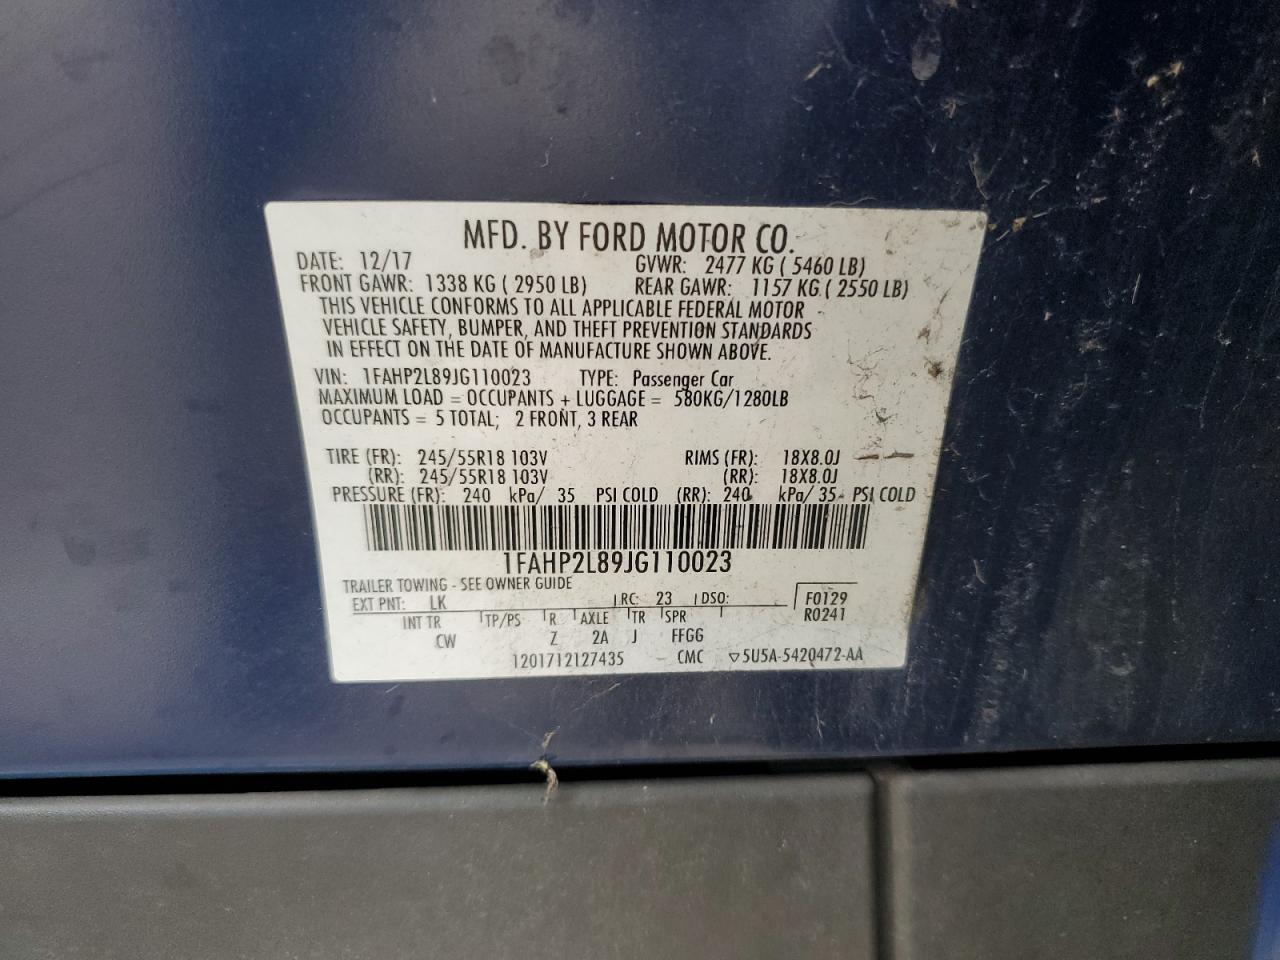 MFD. BY FORD MOTOR CO.
DATE: 12/17 GVWR: 2477 KG ( 5460 LB)
FRONT GAWR: 1338 KG ( 2950 LB) REAR GAWR: 1157 KG ( 2550 LB)
THIS VEHICLE CONFORMS TO ALL APPLICABLE FEDERAL MOTOR
VEHICLE SAFETY, BUMPER, AND THEFT PREVENTION STANDARDS
IN EFFECT ON THE DATE OF MANUFACTURE SHOWN ABOVE.
VIN: 1FAHP2L89JG110023 TYPE: Passenger Car
MAXIMUM LOAD = OCCUPANTS + LUGGAGE = 580KG/1280LB
OCCUPANTS = 5 TOTAL; 2 FRONT, 3 REAR
TIRE (FR): 245/55R18 103V RIMS (FR): 18X8.0J
(RR): 245/55R18 103V (RR): 18X8.0J
PRESSURE (FR): 240 kPa/ 35 PSI COLD (RR): 240 kPa/ 35 PSI COLD
1FAHP2L89JG110023
TRAILER TOWING - SEE OWNER GUIDE
EXT PNT: LK RC: 23 DSO: F0129
INT TR TP/PS R AXLE TR SPR R0241
CW Z 2A J FFGG
1201712127435 CMC ▽5U5A-5420472-AA